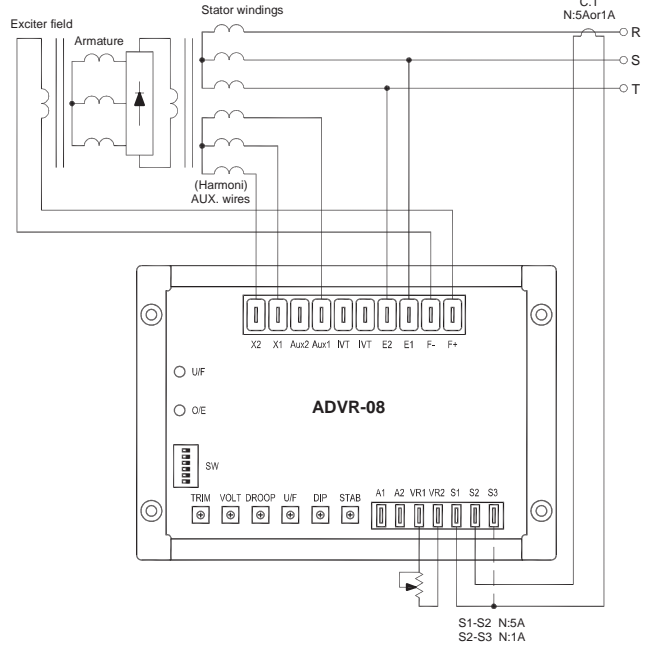 C.T
N:5Aor1A
Stator windings
Exciter field
Armature
R
S
T
(Harmoni)
AUX. wires
X2 X1 Aux2 Aux1 IVT IVT E2 E1 F- F+
U/F
O/E
ADVR-08
SW
TRIM VOLT DROOP U/F DIP STAB A1 A2 VR1 VR2 S1 S2 S3
S1-S2 N:5A
S2-S3 N:1A